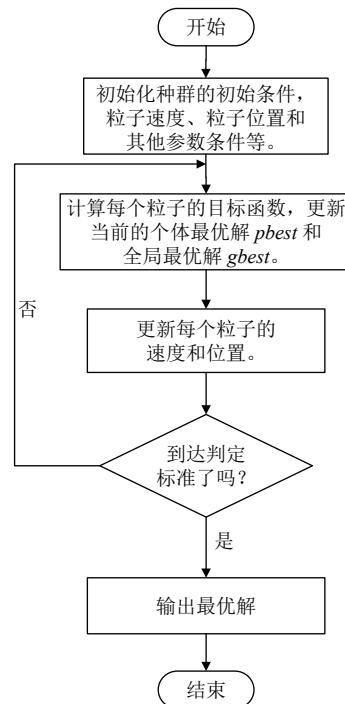 开始
初始化种群的初始条件，
粒子速度、粒子位置和
其他参数条件等。
计算每个粒子的目标函数，更新
当前的个体最优解 pbest 和
全局最优解 gbest。
否
更新每个粒子的
速度和位置。
到达判定
标准了吗？
是
输出最优解
结束